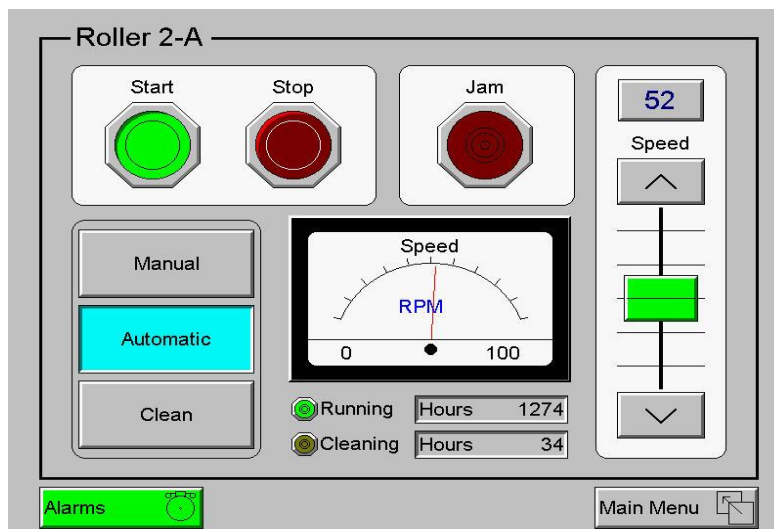 Roller 2-A
Start
Stop
Jam
52
Speed
Manual
Automatic
Clean
Speed
RPM
0 100
Running Hours 1274
Cleaning Hours 34
Alarms
Main Menu